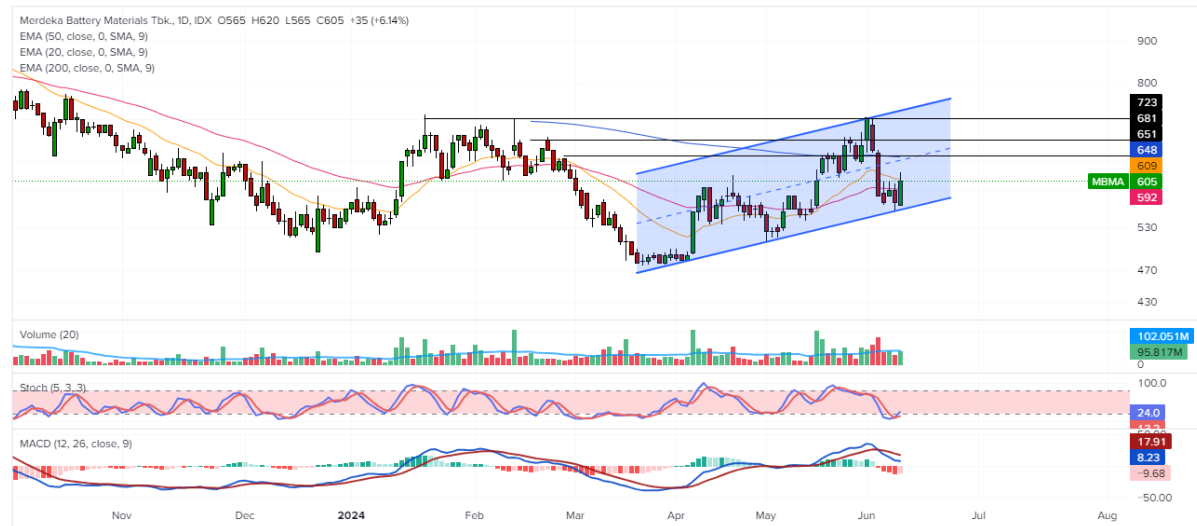 Merdeka Battery Materials Tbk., 1D, IDX O565 H620 L565 C605 +35 (+6.14%)
EMA (50, close, 0, SMA, 9)
EMA (20, close, 0, SMA, 9)
EMA (200, close, 0, SMA, 9)
900
800
723
681
651
648
609
MBMA 605
592
530
470
430
Volume (20)
102.051M
95.817M
0
Stoch (5, 3, 3)
100.0
24.0
MACD (12, 26, close, 9)
17.91
8.23
−9.68
−50.00
Nov Dec 2024 Feb Mar Apr May Jun Jul Aug